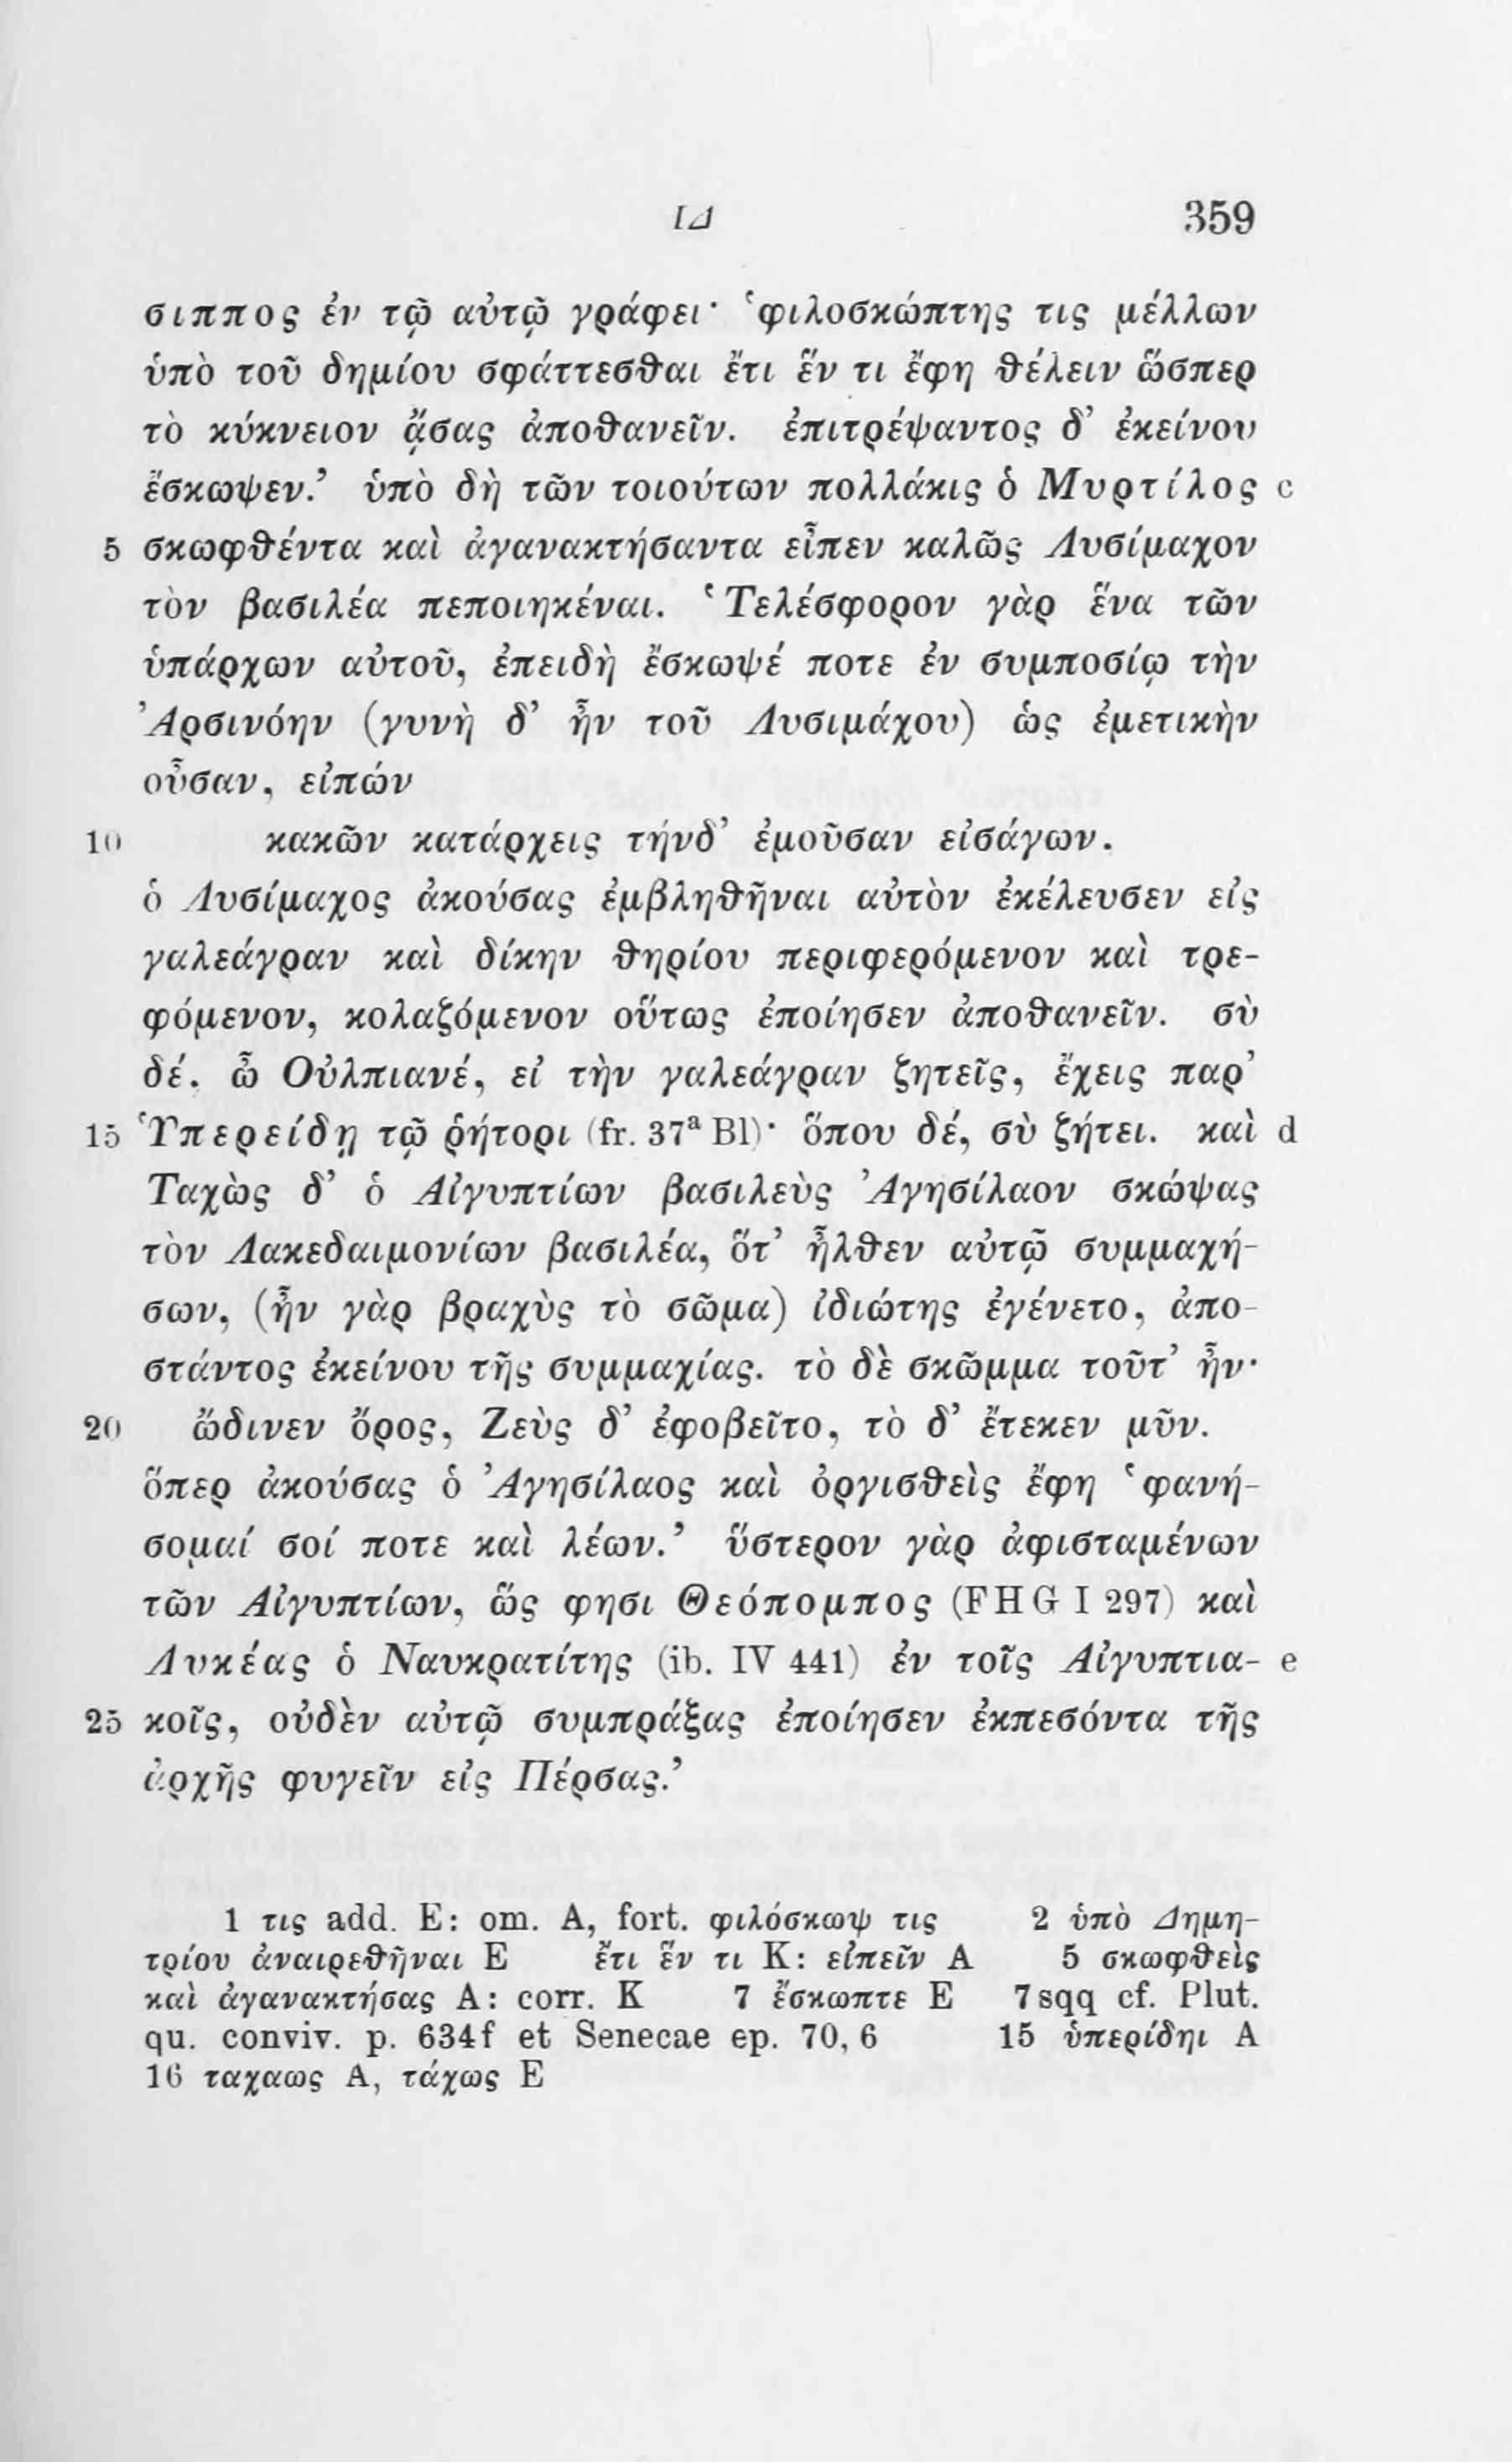 ΙΔ 359
σιππος ἐν τῷ αὐτῷ γράφει· ‘φιλοσκώπτης τις μέλλων
ὑπὸ τοῦ δημίου σφάττεσθαι ἔτι ἕν τι ἔφη θέλειν ὥσπερ
τὸ κύκνειον ᾄσας ἀποθανεῖν. ἐπιτρέψαντος δ’ ἐκείνου
ἔσκωψεν.’ ὑπὸ δὴ τῶν τοιούτων πολλάκις ὁ Μυρτίλος c
5 σκωφθέντα καὶ ἀγανακτήσαντα εἶπεν καλῶς Λυσίμαχον
τὸν βασιλέα πεποιηκέναι. ‘Τελέσφορον γὰρ ἕνα τῶν
ὑπάρχων αὐτοῦ, ἐπειδὴ ἔσκωψέ ποτε ἐν συμποσίῳ τὴν
Ἀρσινόην (γυνὴ δ’ ἦν τοῦ Λυσιμάχου) ὡς ἐμετικὴν
οὖσαν, εἰπών
10 κακῶν κατάρχεις τήνδ’ ἐμοῦσαν εἰσάγων.
ὁ Λυσίμαχος ἀκούσας ἐμβληθῆναι αὐτὸν ἐκέλευσεν εἰς
γαλεάγραν καὶ δίκην θηρίου περιφερόμενον καὶ τρε-
φόμενον, κολαζόμενον οὕτως ἐποίησεν ἀποθανεῖν. σὺ
δέ, ὦ Οὐλπιανέ, εἰ τὴν γαλεάγραν ζητεῖς, ἔχεις παρ’
15 Ὑπερείδῃ τῷ ῥήτορι (fr. 37ª Bl)· ὅπου δέ, σὺ ζήτει. καὶ d
Ταχὼς δ’ ὁ Αἰγυπτίων βασιλεὺς Ἀγησίλαον σκώψας
τὸν Λακεδαιμονίων βασιλέα, ὅτ’ ἦλθεν αὐτῷ συμμαχή-
σων, (ἦν γὰρ βραχὺς τὸ σῶμα) ἰδιώτης ἐγένετο, ἀπο-
στάντος ἐκείνου τῆς συμμαχίας. τὸ δὲ σκῶμμα τοῦτ’ ἦν·
20 ὤδινεν ὄρος, Ζεὺς δ’ ἐφοβεῖτο, τὸ δ’ ἔτεκεν μῦν.
ὅπερ ἀκούσας ὁ Ἀγησίλαος καὶ ὀργισθεὶς ἔφη ‘φανή-
σομαί σοί ποτε καὶ λέων.’ ὕστερον γὰρ ἀφισταμένων
τῶν Αἰγυπτίων, ὥς φησι Θεόπομπος (FHG I 297) καὶ
Λυκέας ὁ Ναυκρατίτης (ib. IV 441) ἐν τοῖς Αἰγυπτια- e
25 κοῖς, οὐδὲν αὐτῷ συμπράξας ἐποίησεν ἐκπεσόντα τῆς
ἀρχῆς φυγεῖν εἰς Πέρσας.’
1 τις add. E: om. A, fort. φιλόσκωψ τις 2 ὑπὸ Δημη-
τρίου ἀναιρεθῆναι E ἔτι ἕν τι K: εἰπεῖν A 5 σκωφθεὶς
καὶ ἀγανακτήσας A: corr. K 7 ἔσκωπτε E 7 sqq cf. Plut.
qu. conviv. p. 634f et Senecae ep. 70, 6 15 ὑπερίδηι A
16 ταχαως A, τάχως E